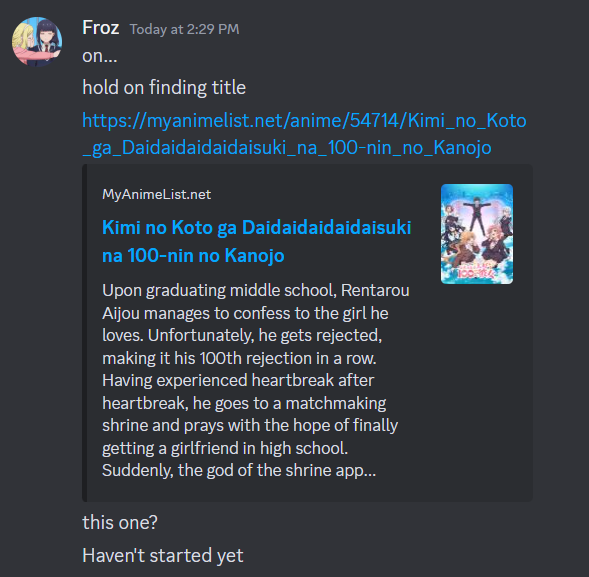 Froz Today at 2:29 PM
on...
hold on finding title
https://myanimelist.net/anime/54714/Kimi_no_Koto
_ga_Daidaidaidaidaisuki_na_100-nin_no_Kanojo
MyAnimeList.net
Kimi no Koto ga Daidaidaidaidaisuki
na 100-nin no Kanojo
Upon graduating middle school, Rentarou
Aijou manages to confess to the girl he
loves. Unfortunately, he gets rejected,
making it his 100th rejection in a row.
Having experienced heartbreak after
heartbreak, he goes to a matchmaking
shrine and prays with the hope of finally
getting a girlfriend in high school.
Suddenly, the god of the shrine app...
this one?
Haven't started yet